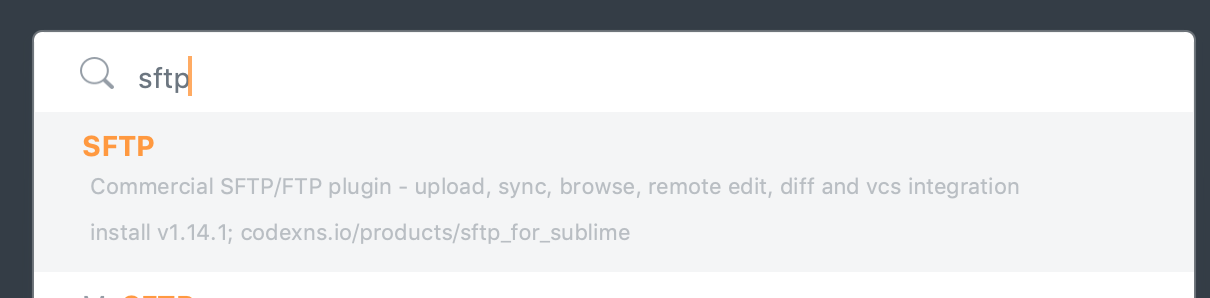 sftp
SFTP
Commercial SFTP/FTP plugin - upload, sync, browse, remote edit, diff and vcs integration
install v1.14.1; codexns.io/products/sftp_for_sublime